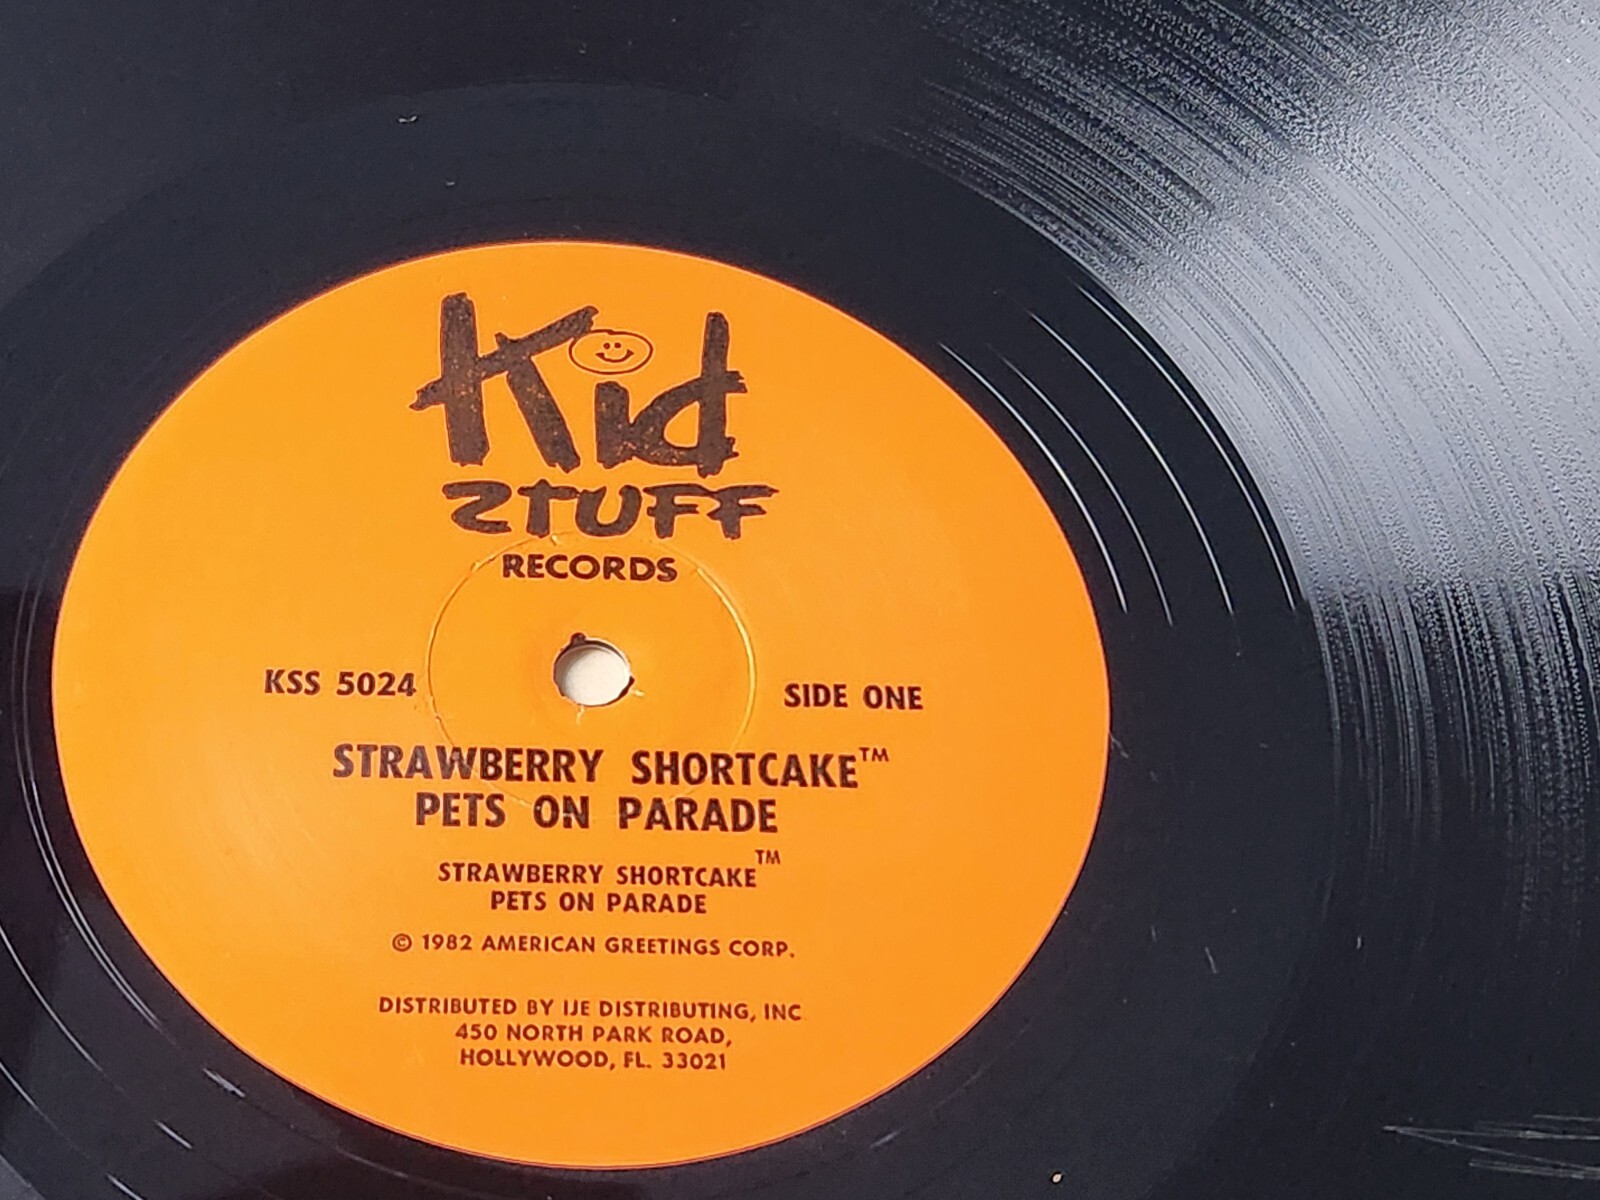 Kid
STUFF
RECORDS
KSS 5024
SIDE ONE
STRAWBERRY SHORTCAKE™
PETS ON PARADE
STRAWBERRY SHORTCAKE™
PETS ON PARADE
© 1982 AMERICAN GREETINGS CORP.
DISTRIBUTED BY IJE DISTRIBUTING, INC
450 NORTH PARK ROAD,
HOLLYWOOD, FL. 33021